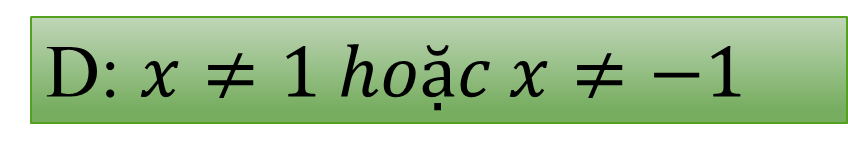 D: x ≠ 1 hoặc x ≠ −1